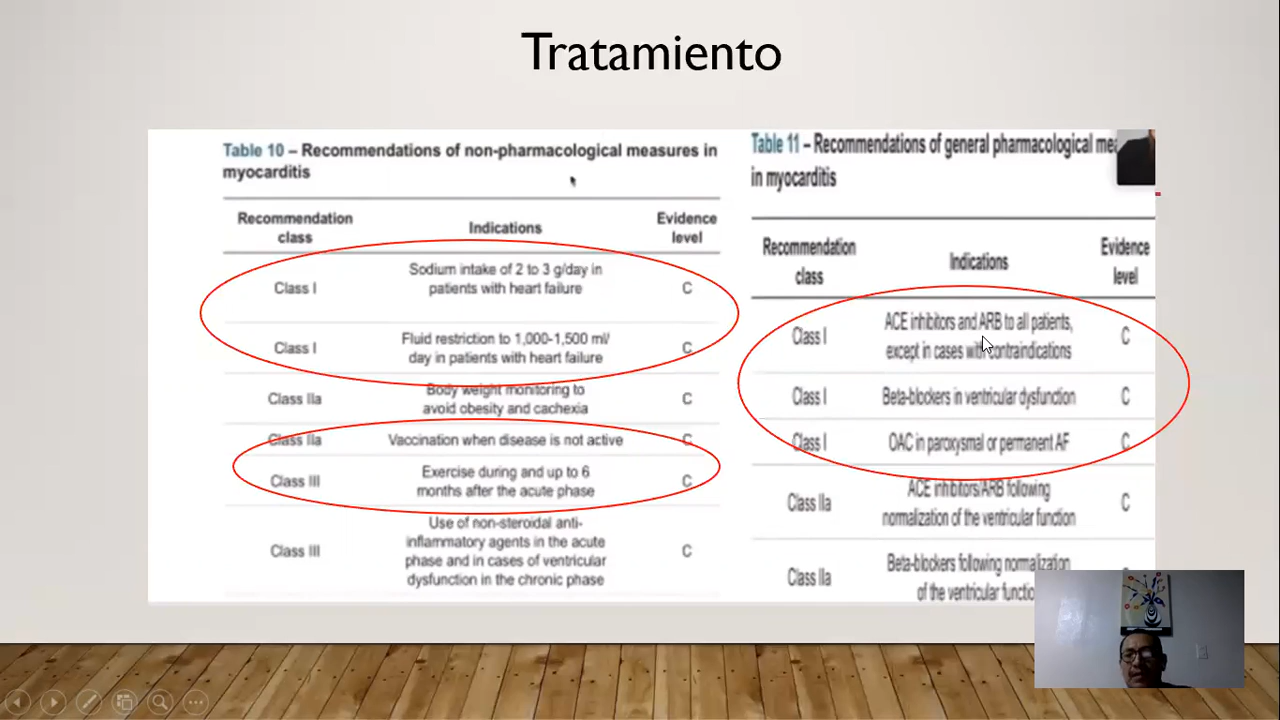 Tratamiento
Table 10 – Recommendations of non-pharmacological measures in
myocarditis
Recommendation
class
Indications
Evidence
level
Class I
Sodium intake of 2 to 3 g/day in
patients with heart failure
C
Class I
Fluid restriction to 1,000-1,500 ml/
day in patients with heart failure
C
Class IIa
Body weight monitoring to
avoid obesity and cachexia
C
Class IIa
Vaccination when disease is not active
C
Class III
Exercise during and up to 6
months after the acute phase
C
Class III
Use of non-steroidal anti-
inflammatory agents in the acute
phase and in cases of ventricular
dysfunction in the chronic phase
C
Table 11 – Recommendations of general pharmacological
in myocarditis
Recommendation
class
Indications
Evidence
level
Class I
ACE inhibitors and ARB to all patients,
except in cases with contraindications
C
Class I
Beta-blockers in ventricular dysfunction
C
Class I
OAC in paroxysmal or permanent AF
C
Class IIa
ACE inhibitors/ARB following
normalization of the ventricular function
C
Class IIa
Beta-blockers following normalization
of the ventricular